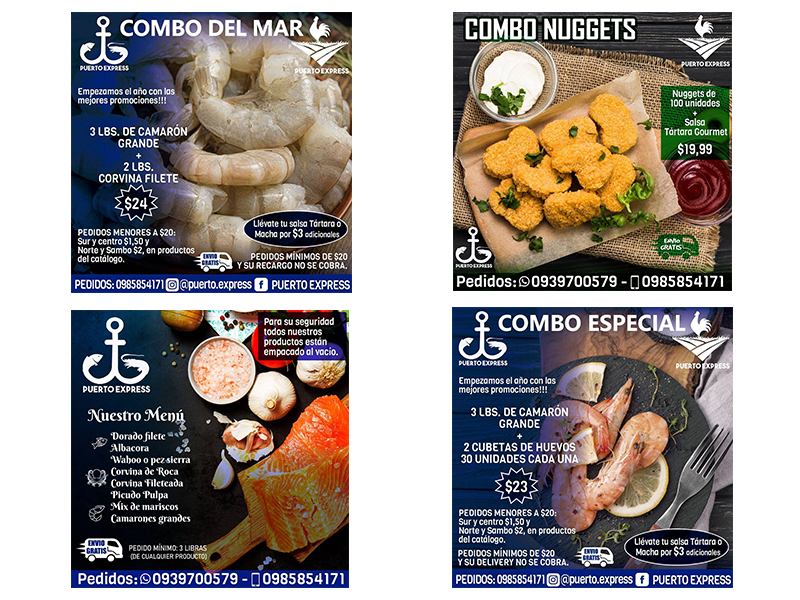 COMBO DEL MAR
PUERTO EXPRESS
PUERTO EXPRESS
Empezamos el año con las
mejores promociones!!!
3 LBS. DE CAMARÓN
GRANDE
+
2 LBS.
CORVINA FILETE
$24
PEDIDOS MENORES A $20:
Sur y centro $1,50 y
Norte y Sambo $2, en productos
del catálogo.
Llévate tu salsa Tártara o
Macha por $3 adicionales
ENVIO
GRATIS
PEDIDOS MÍNIMOS DE $20
Y SU RECARGO NO SE COBRA.
PEDIDOS: 0985854171 @puerto.express PUERTO EXPRESS
COMBO NUGGETS
PUERTO EXPRESS
Nuggets de
100 unidades
+
Salsa
Tártara Gourmet
$19,99
ENVIO
GRATIS
PUERTO EXPRESS
Pedidos: 0939700579 - 0985854171
Para su seguridad
todos nuestros
productos están
empacado al vacío.
PUERTO EXPRESS
Nuestro Menú
Dorado filete
Albacora
Wahoo o pez sierra
Corvina de Roca
Corvina Fileteada
Picudo Pulpa
Mix de mariscos
Camarones grandes
ENVIO
GRATIS
PEDIDO MÍNIMO: 3 LIBRAS
(DE CUALQUIER PRODUCTO)
Pedidos: 0939700579 - 0985854171
COMBO ESPECIAL
PUERTO EXPRESS
PUERTO EXPRESS
Empezamos el año con las
mejores promociones!!!
3 LBS. DE CAMARÓN
GRANDE
+
2 CUBETAS DE HUEVOS
30 UNIDADES CADA UNA
$23
PEDIDOS MENORES A $20:
Sur y centro $1,50 y
Norte y Sambo $2, en productos
del catálogo.
PEDIDOS MÍNIMOS DE $20
Y SU DELIVERY NO SE COBRA.
ENVIO
GRATIS
Llévate tu salsa Tártara o
Macha por $3 adicionales
PEDIDOS: 0985854171 @puerto.express PUERTO EXPRESS